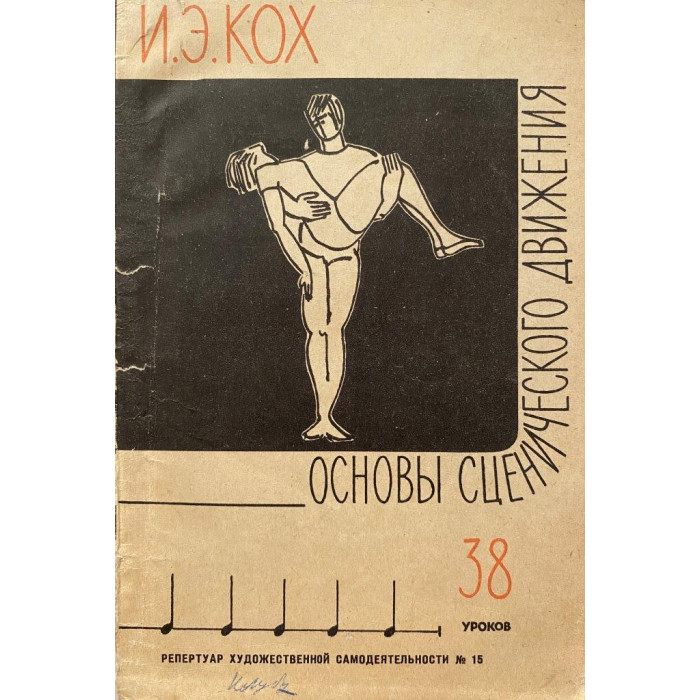 И.Э.КОХ
ОСНОВЫ СЦЕНИЧЕСКОГО ДВИЖЕНИЯ
38
УРОКОВ
РЕПЕРТУАР ХУДОЖЕСТВЕННОЙ САМОДЕЯТЕЛЬНОСТИ № 15